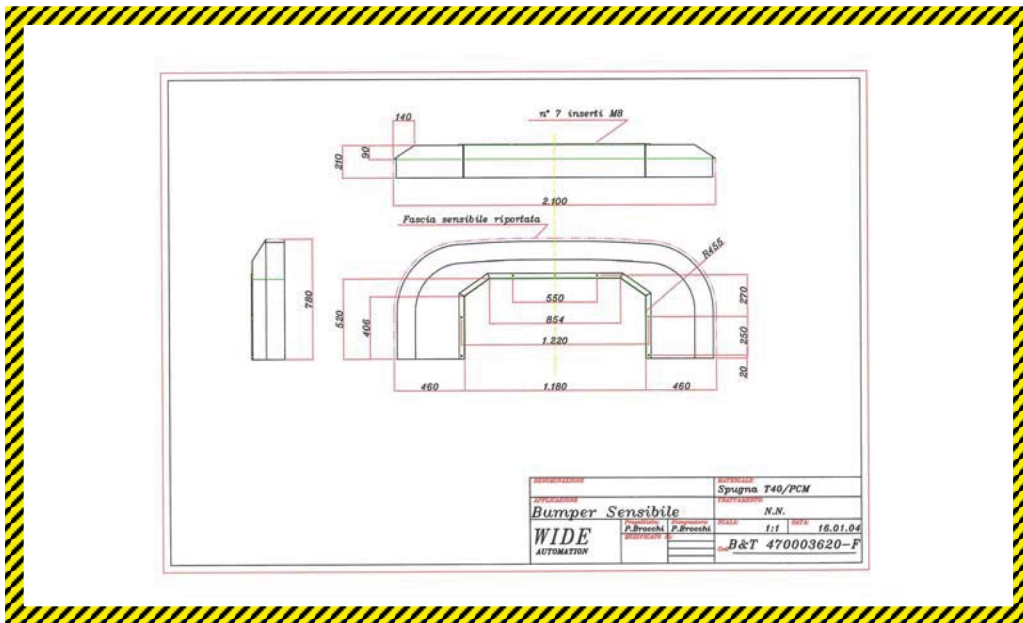 n° 7 inserti M8
140
90
210
2.100
Fascia sensibile riportata
R455
780
520
406
550
854
1.220
270
250
20
460
1.180
460
DENOMINAZIONE
MATERIALE
Spugna T40/PCM
APPLICAZIONE
Bumper Sensibile
TRATTAMENTO
N.N.
WIDE
AUTOMATION
Progettista:
P.Brocchi
Disegnatore:
P.Brocchi
SCALA:
1:1
DATA:
16.01.04
MODIFICATO IL:
Cod.
B&T 470003620-F